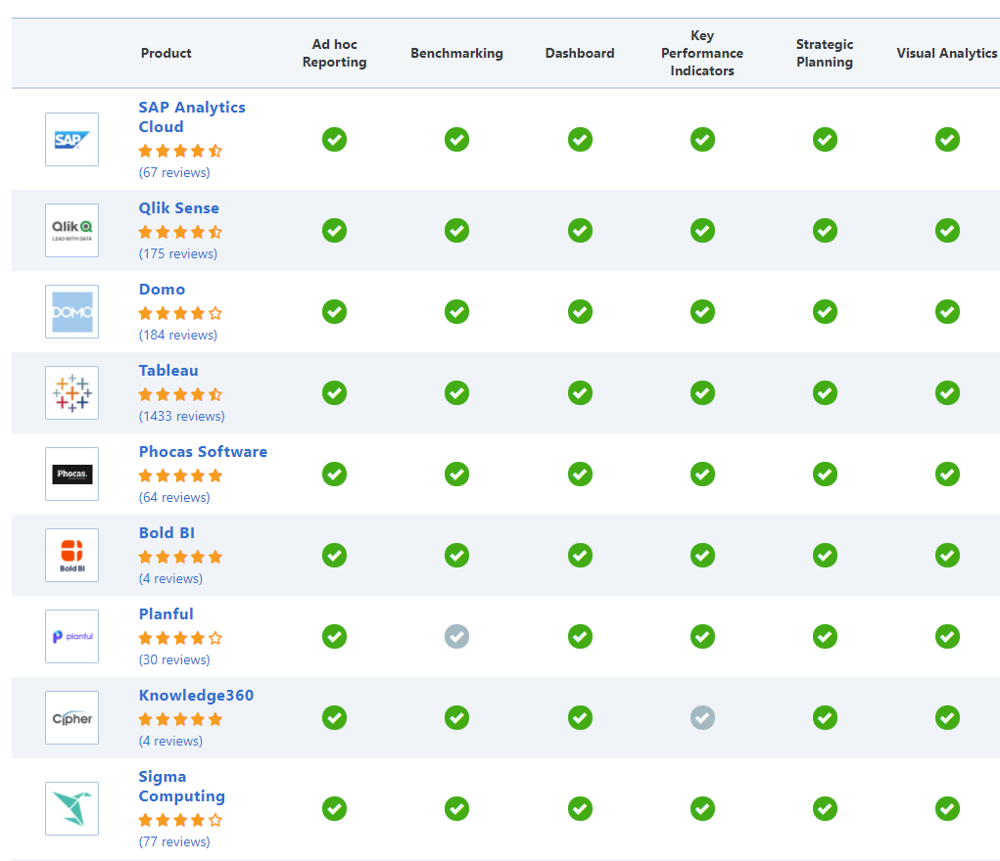 Product
Ad hoc
Reporting
Benchmarking
Dashboard
Key
Performance
Indicators
Strategic
Planning
Visual Analytics
SAP
SAP Analytics
Cloud
(67 reviews)
Qlik
LEAD WITH DATA
Qlik Sense
(175 reviews)
DOMO
Domo
(184 reviews)
Tableau
(1433 reviews)
Phocas.
Phocas Software
(64 reviews)
Bold BI
Bold BI
(4 reviews)
planful
Planful
(30 reviews)
Cipher
Knowledge360
(4 reviews)
Sigma
Computing
(77 reviews)